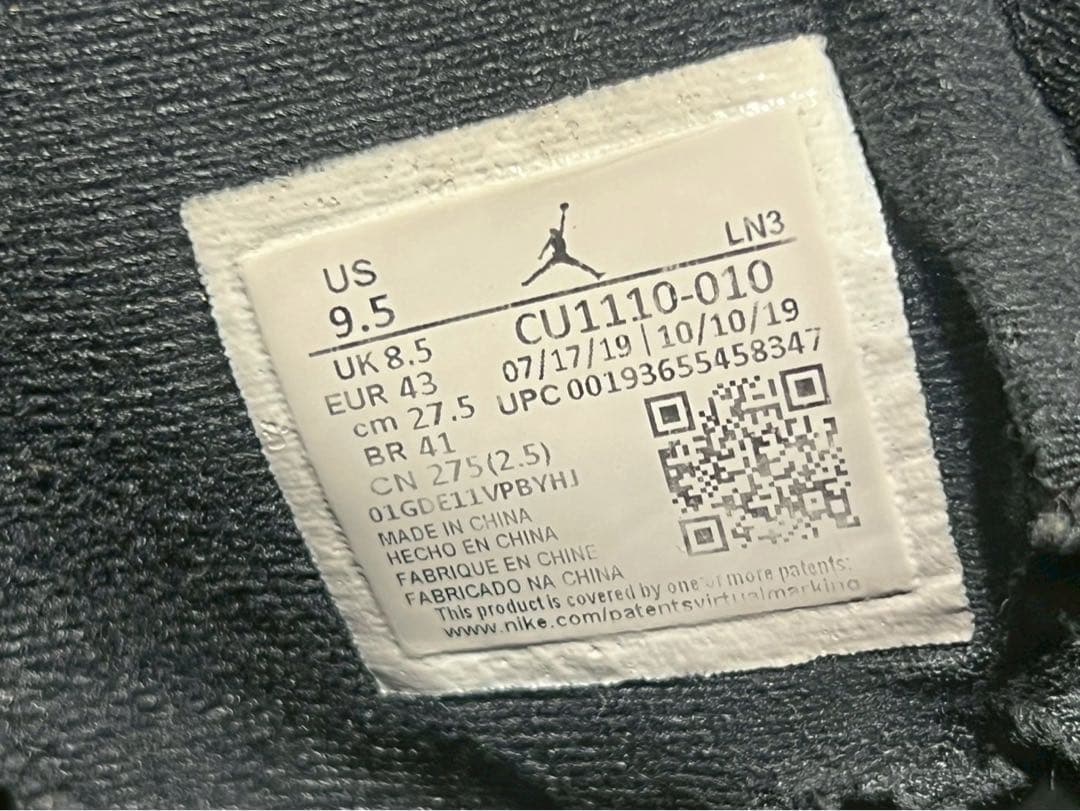 US
9.5
LN3
UK 8.5
EUR 43
cm 27.5
BR 41
CN 275(2.5)
CU1110-010
07/17/19 | 10/10/19
UPC 00193655458347
01GDE11VPBYHJ
MADE IN CHINA
HECHO EN CHINA
FABRIQUE EN CHINE
FABRICADO NA CHINA
This product is covered by one or more patents:
www.nike.com/patentsvirtualmarking